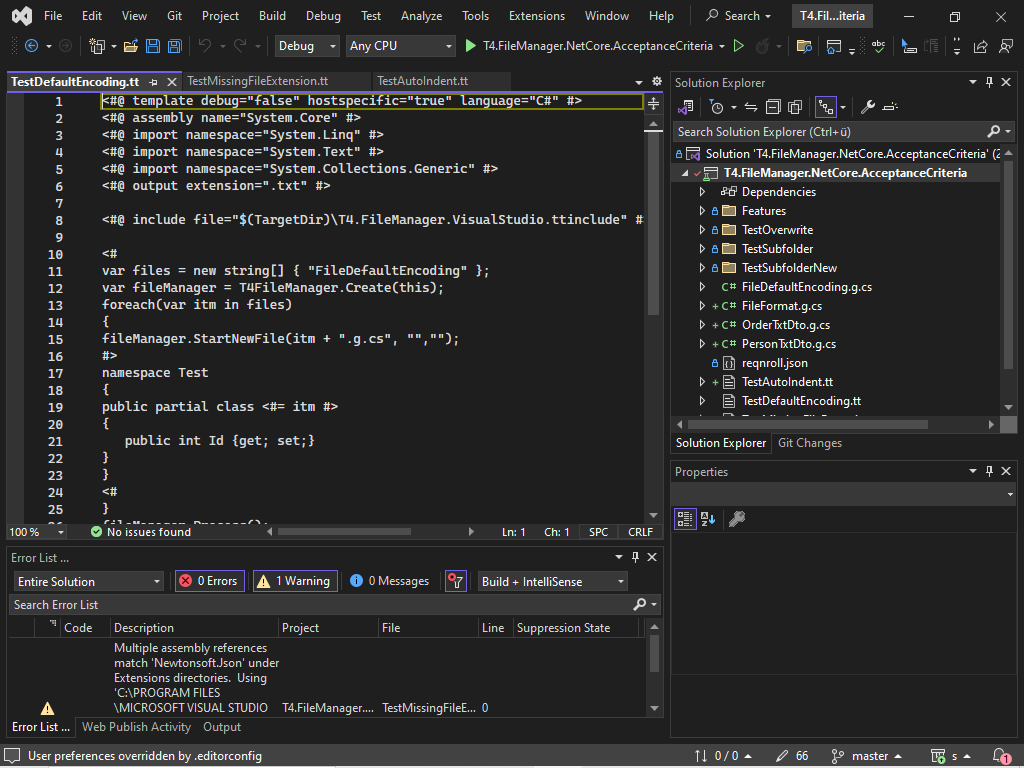 File Edit View Git Project Build Debug Test Analyze Tools Extensions Window Help Search T4.Fil...iteria
Debug Any CPU T4.FileManager.NetCore.AcceptanceCriteria
TestDefaultEncoding.tt TestMissingFileExtension.tt TestAutoIndent.tt
1 <#@ template debug="false" hostspecific="true" language="C#" #>
2 <#@ assembly name="System.Core" #>
3 <#@ import namespace="System.Linq" #>
4 <#@ import namespace="System.Text" #>
5 <#@ import namespace="System.Collections.Generic" #>
6 <#@ output extension=".txt" #>
7
8 <#@ include file="$(TargetDir)\T4.FileManager.VisualStudio.ttinclude" #
9
10 <#
11 var files = new string[] { "FileDefaultEncoding" };
12 var fileManager = T4FileManager.Create(this);
13 foreach(var itm in files)
14 {
15 fileManager.StartNewFile(itm + ".g.cs", "","");
16 #>
17 namespace Test
18 {
19 public partial class <#= itm #>
20 {
21 public int Id {get; set;}
22 }
23 }
24 <#
25 }
26 fileManager.Process();
100 % No issues found Ln: 1 Ch: 1 SPC CRLF
Error List ...
Entire Solution 0 Errors 1 Warning 0 Messages Build + IntelliSense
Search Error List
Code Description Project File Line Suppression State
Multiple assembly references
match 'NewtonsoftJson' under
Extensions directories. Using
'C:\PROGRAM FILES
\MICROSOFT VISUAL STUDIO T4.FileManager.... TestMissingFileE... 0
Error List ... Web Publish Activity Output
Solution Explorer
Search Solution Explorer (Ctrl+ü)
Solution 'T4.FileManager.NetCore.AcceptanceCriteria' (2
T4.FileManager.NetCore.AcceptanceCriteria
Dependencies
Features
TestOverwrite
TestSubfolder
TestSubfolderNew
C# FileDefaultEncoding.g.cs
C# FileFormat.g.cs
C# OrderTxtDto.g.cs
C# PersonTxtDto.g.cs
reqnroll.json
TestAutoIndent.tt
TestDefaultEncoding.tt
Solution Explorer Git Changes
Properties
User preferences overridden by .editorconfig 0 / 0 66 master s 1